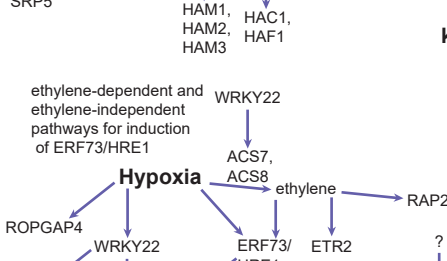 SRP5
HAM1,
HAM2,
HAM3
HAC1,
HAF1
ethylene-dependent and
ethylene-independent
pathways for induction
of ERF73/HRE1
WRKY22
ACS7,
ACS8
Hypoxia
ethylene
RAP2
ROPGAP4
WRKY22
ERF73/
HRE1
ETR2
?